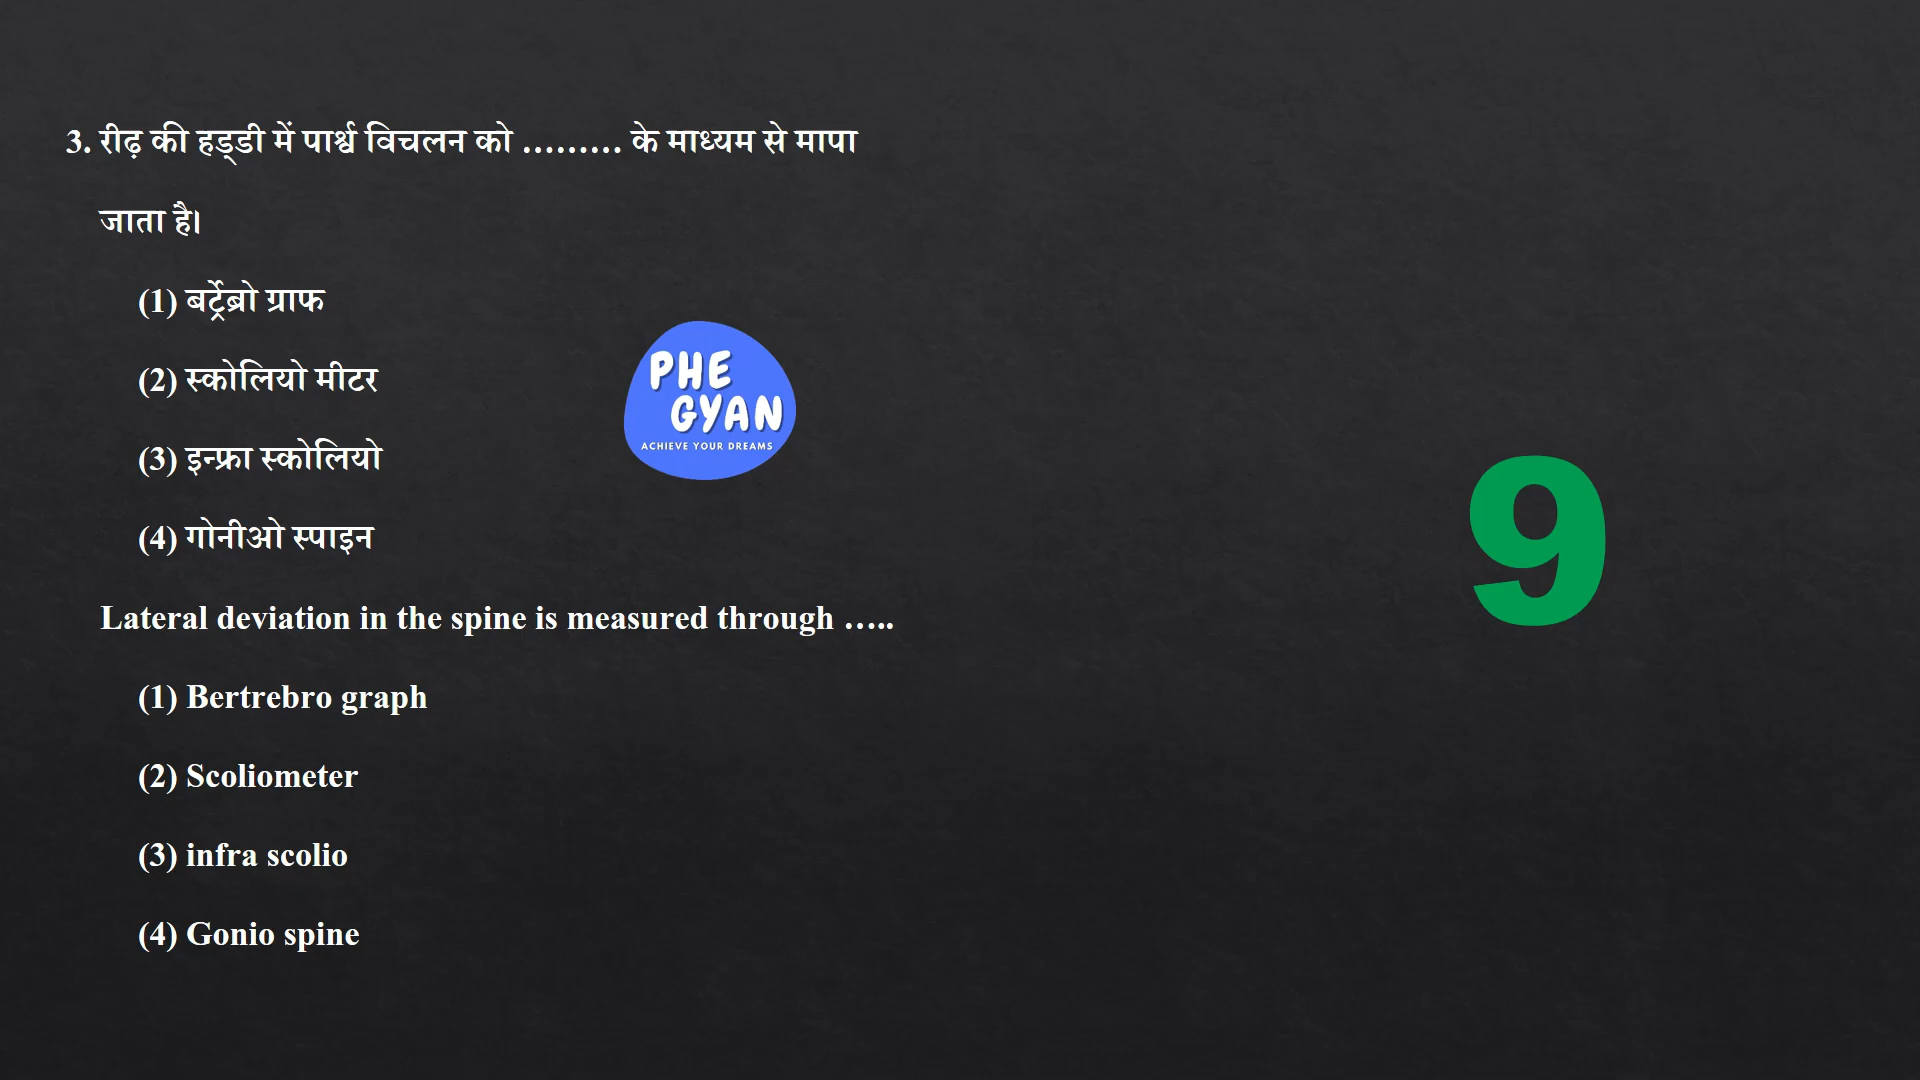 3. रीढ़ की हड्डी में पार्श्व विचलन को ……… के माध्यम से मापा
जाता है।
(1) बर्ट्रेब्रो ग्राफ
(2) स्कोलियो मीटर
(3) इन्फ्रा स्कोलियो
(4) गोनीओ स्पाइन
PHE
GYAN
ACHIEVE YOUR DREAMS
9
Lateral deviation in the spine is measured through …..
(1) Bertrebro graph
(2) Scoliometer
(3) infra scolio
(4) Gonio spine